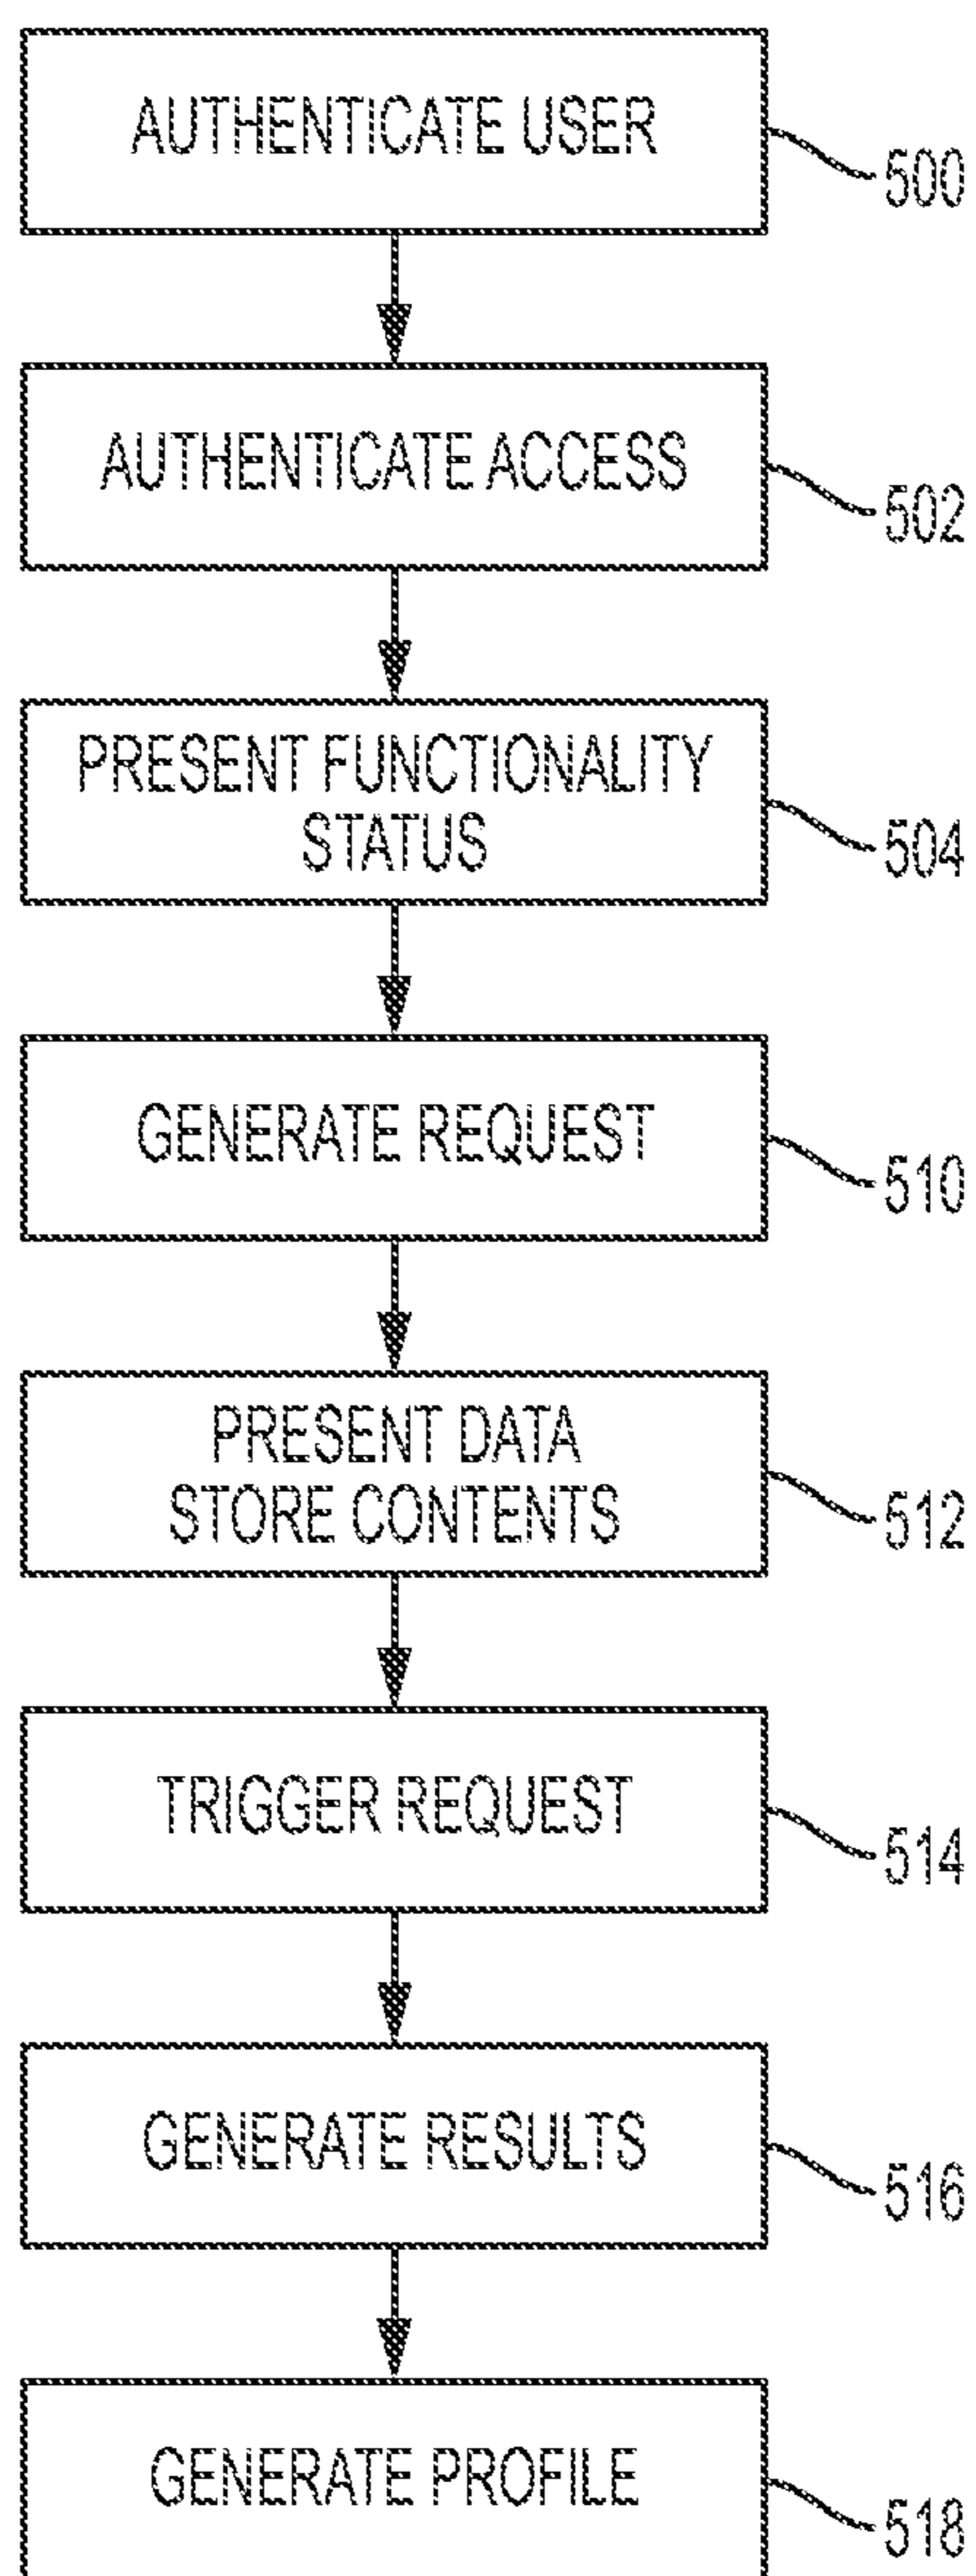 AUTHENTICATE USER
500
AUTHENTICATE ACCESS
502
PRESENT FUNCTIONALITY
STATUS
504
GENERATE REQUEST
510
PRESENT DATA
STORE CONTENTS
512
TRIGGER REQUEST
514
GENERATE RESULTS
516
GENERATE PROFILE
518